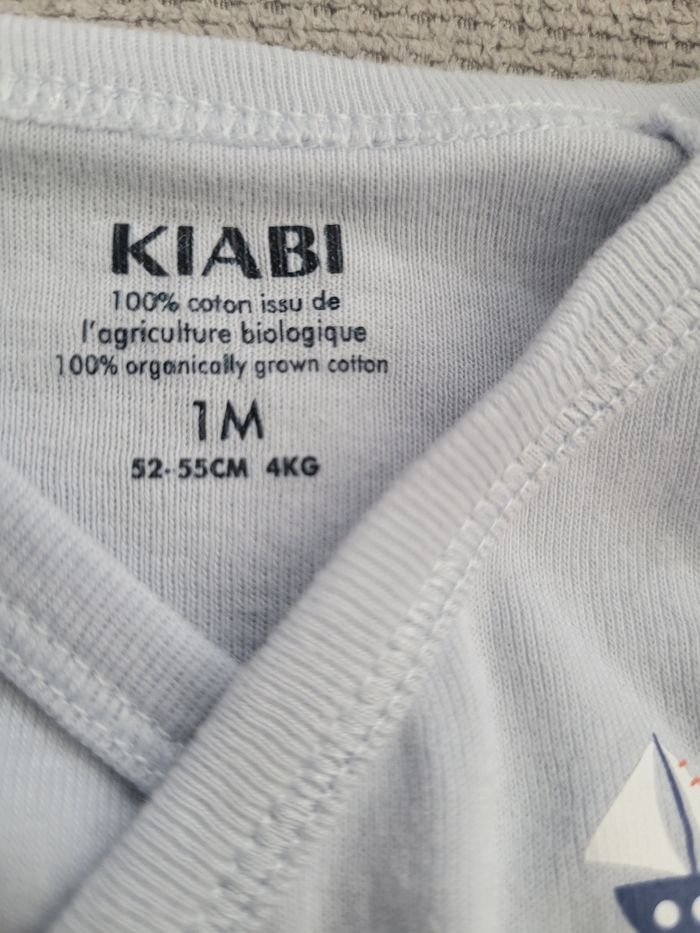 KIABI
100% coton issu de
l'agriculture biologique
100% organically grown cotton
1M
52-55CM 4KG